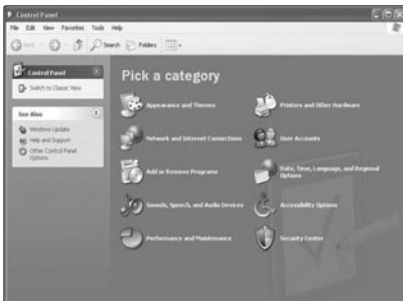 Control Panel
File Edit View Favorites Tools Help
Back Search Folders
Control Panel
Switch to Classic View
See Also
Windows Update
Help and Support
Other Control Panel
Options
Pick a category
Appearance and Themes
Printers and Other Hardware
Network and Internet Connections
User Accounts
Add or Remove Programs
Date, Time, Language, and Regional
Options
Sounds, Speech, and Audio Devices
Accessibility Options
Performance and Maintenance
Security Center